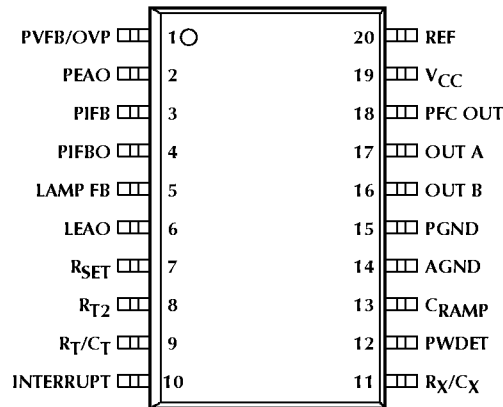 PVFB/OVP 1 20 REF
PEAO 2 19 VCC
PIFB 3 18 PFC OUT
PIFBO 4 17 OUT A
LAMP FB 5 16 OUT B
LEAO 6 15 PGND
RSET 7 14 AGND
RT2 8 13 CRAMP
RT/CT 9 12 PWDET
INTERRUPT 10 11 RX/CX